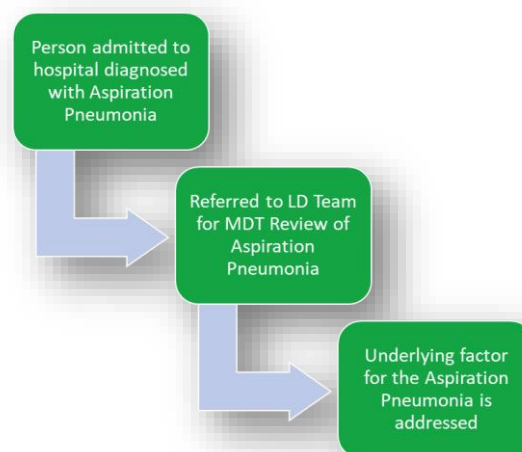 Person admitted to
hospital diagnosed
with Aspiration
Pneumonia
Referred to LD Team
for MDT Review of
Aspiration
Pneumonia
Underlying factor
for the Aspiration
Pneumonia is
addressed